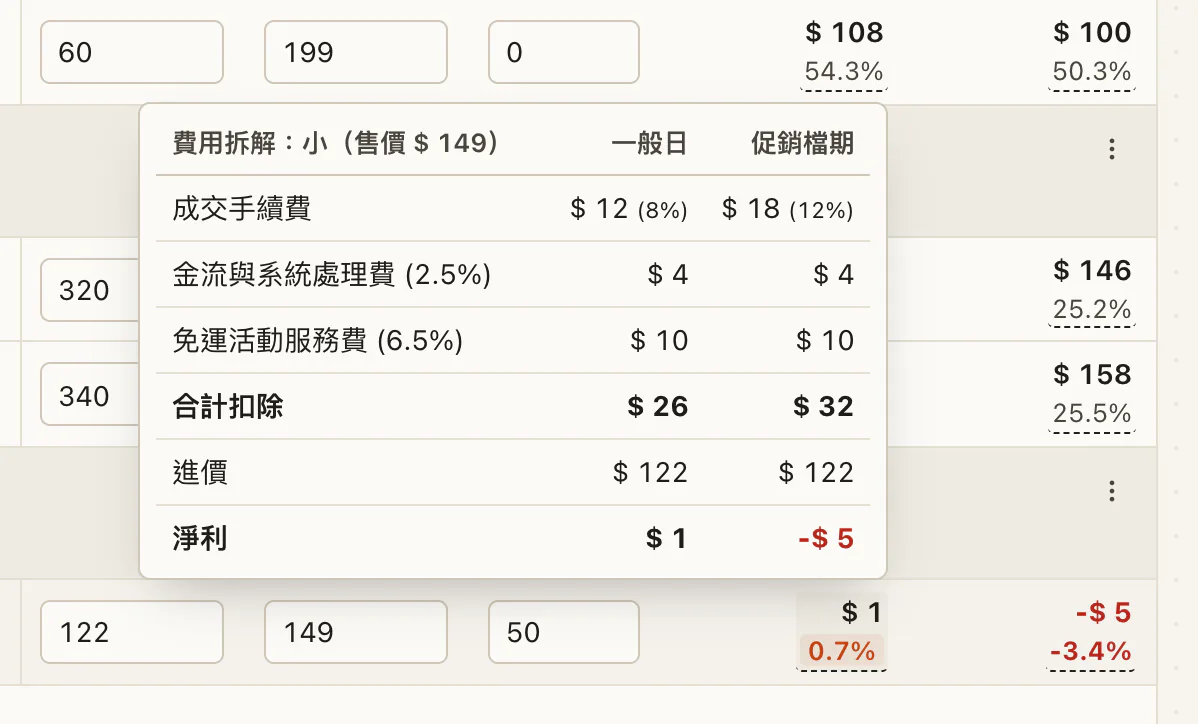 60 199 0 $ 108 $ 100
54.3% 50.3%
費用拆解：小（售價 $ 149） 一般日 促銷檔期
成交手續費 $ 12 (8%) $ 18 (12%)
金流與系統處理費 (2.5%) $ 4 $ 4
免運活動服務費 (6.5%) $ 10 $ 10
合計扣除 $ 26 $ 32
進價 $ 122 $ 122
淨利 $ 1 -$ 5
320 $ 146
25.2%
340 $ 158
25.5%
122 149 50 $ 1 -$ 5
0.7% -3.4%